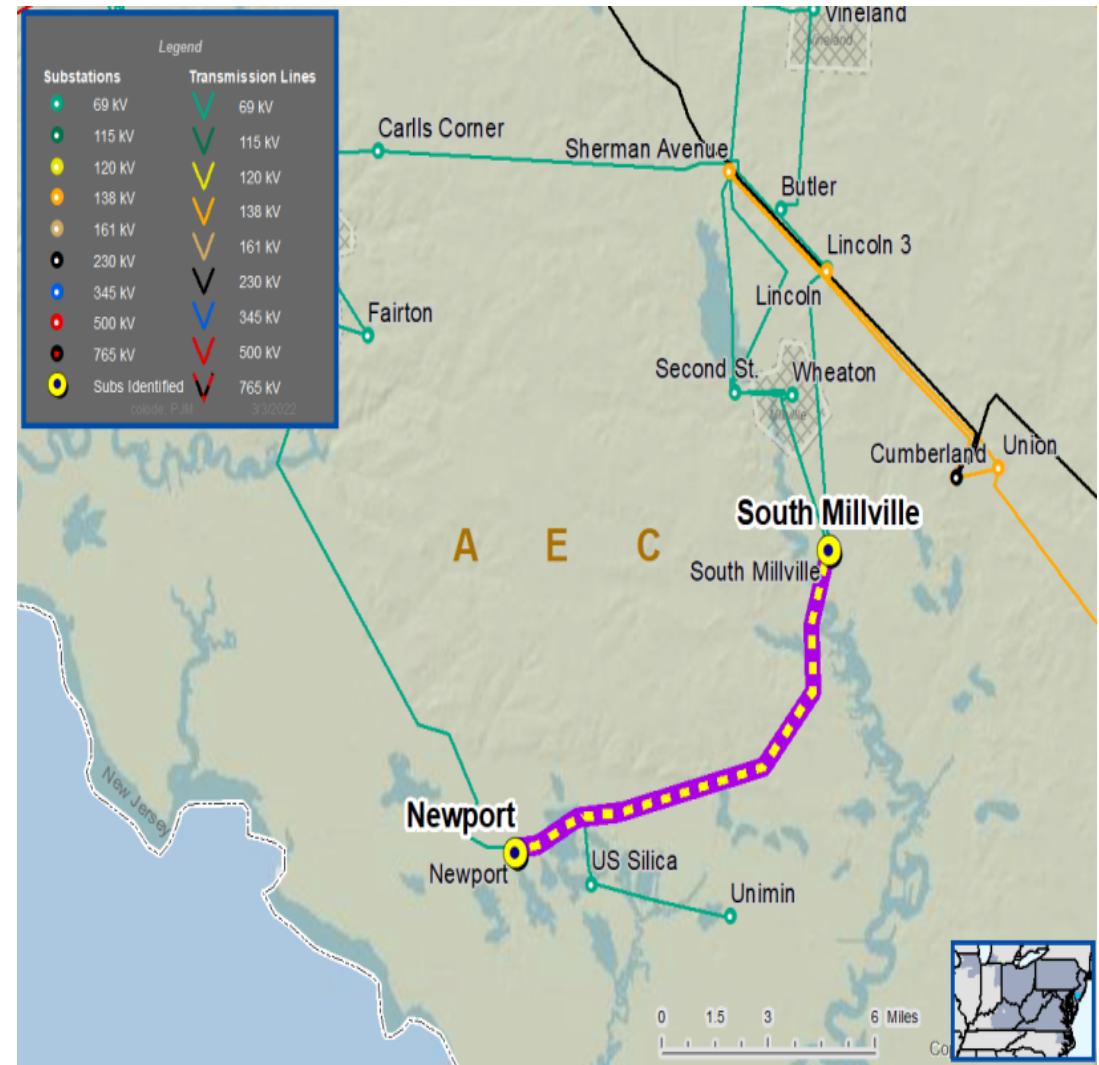 Legend
Substations Transmission Lines
69 kV 69 kV
115 kV 115 kV
120 kV 120 kV
138 kV 138 kV
161 kV 161 kV
230 kV 230 kV
345 kV 345 kV
500 kV 500 kV
765 kV 765 kV
Subs Identified
colode: PJM 3/3/2022
Vineland
Vineland
Carlls Corner
Sherman Avenue
Butler
Lincoln 3
Lincoln
Fairton
Second St.
Wheaton
Millville
Cumberland
Union
South Millville
South Millville
A E C
New Jersey
Newport
Newport
US Silica
Unimin
0 1.5 3 6 Miles